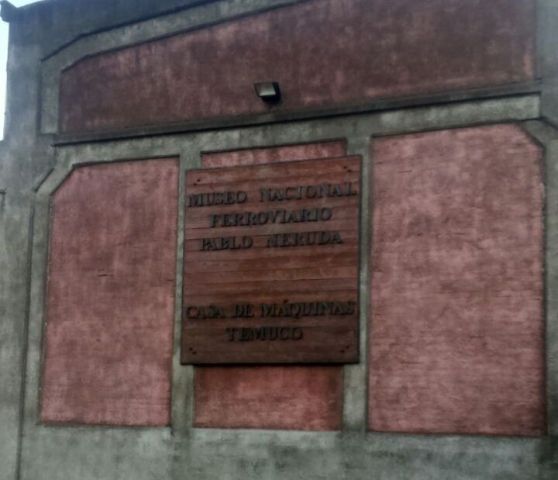 MUSEO NACIONAL
FERROVIARIO
PABLO NERUDA
CASA DE MÁQUINAS
TEMUCO